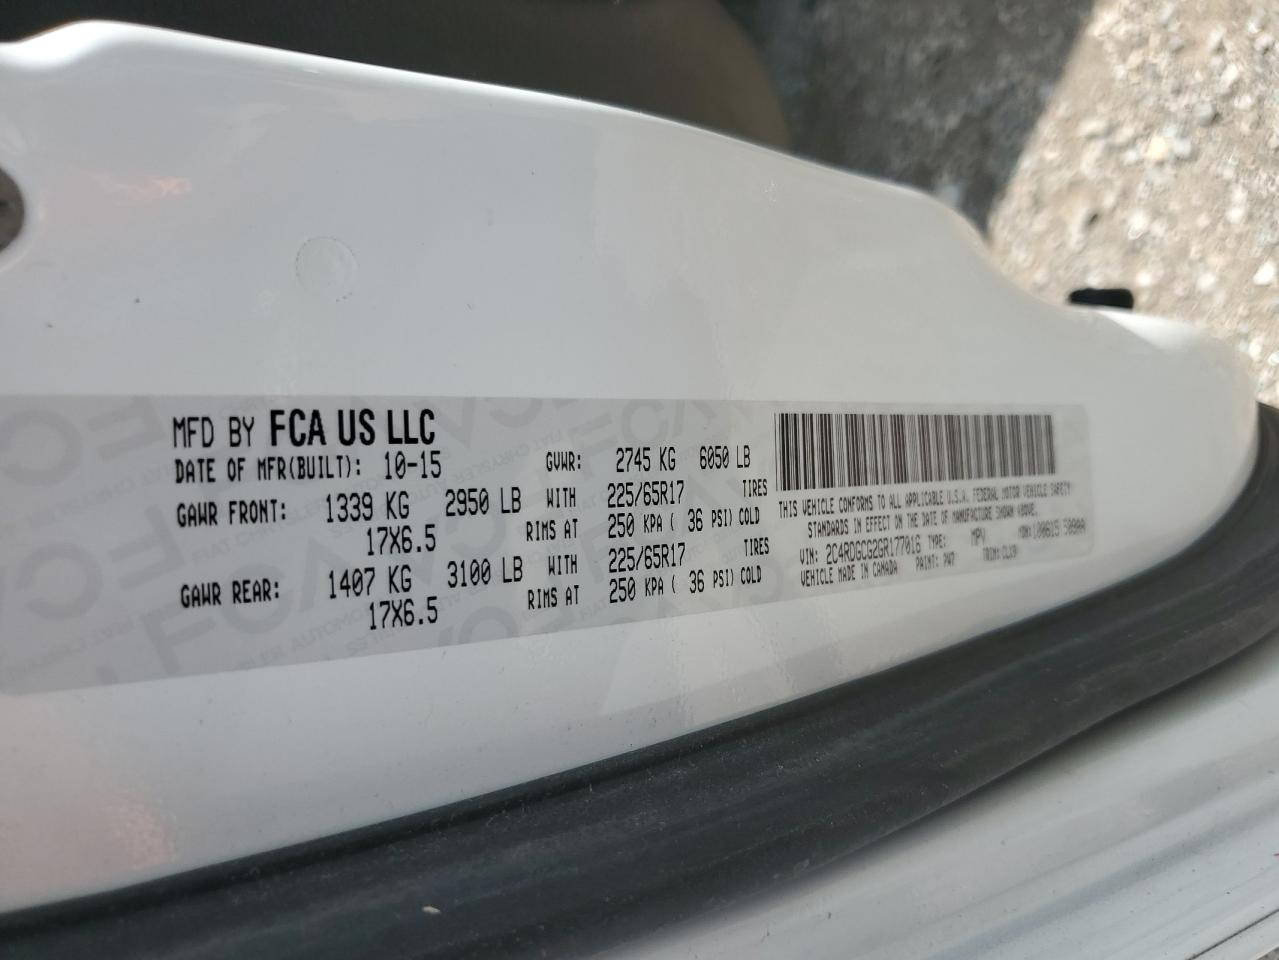 MFD BY FCA US LLC
DATE OF MFR(BUILT): 10-15 GVWR: 2745 KG 6050 LB
GAWR FRONT: 1339 KG 2950 LB WITH 225/65R17 TIRES
17X6.5 RIMS AT 250 KPA ( 36 PSI) COLD
GAWR REAR: 1407 KG 3100 LB WITH 225/65R17 TIRES
17X6.5 RIMS AT 250 KPA ( 36 PSI) COLD
THIS VEHICLE CONFORMS TO ALL APPLICABLE U.S.A. FEDERAL MOTOR VEHICLE SAFETY
STANDARDS IN EFFECT ON THE DATE OF MANUFACTURE SHOWN ABOVE.
VIN: 2C4RDGCG2GR177016 TYPE: MPV MDH:
VEHICLE MADE IN CANADA PAINT: PW7 TRIM: